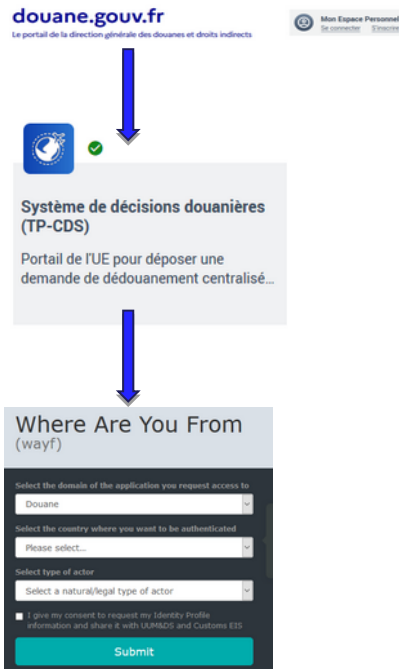 douane.gouv.fr
Le portail de la direction générale des douanes et droits indirects
Mon Espace Personnel
Se connecter S'inscrire
Système de décisions douanières
(TP-CDS)
Portail de l'UE pour déposer une
demande de dédouanement centralisé...
Where Are You From
(wayf)
Select the domain of the application you request access to
Douane
Select the country where you want to be authenticated
Please select...
Select type of actor
Select a natural/legal type of actor
I give my consent to request my Identity Profile
information and share it with UUM&DS and Customs EIS
Submit